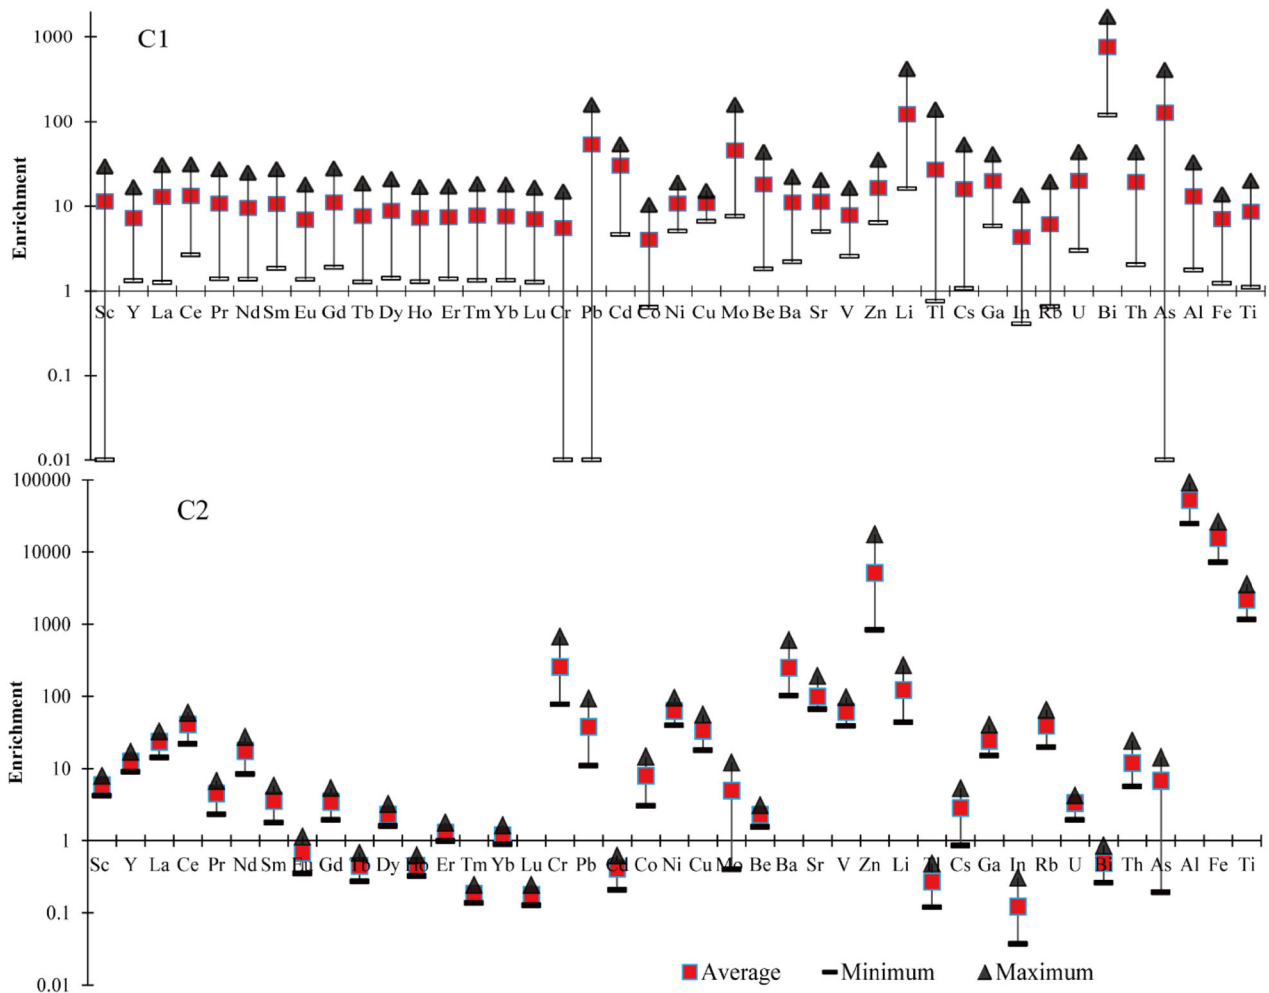 C1
Enrichment
1000
100
10
1
0.1
0.01
Sc Y La Ce Pr Nd Sm Eu Gd Tb Dy Ho Er Tm Yb Lu Cr Pb Cd Co Ni Cu Mo Be Ba Sr V Zn Li Tl Cs Ga In Rb U Bi Th As Al Fe Ti
C2
Enrichment
100000
10000
1000
100
10
1
0.1
0.01
Sc Y La Ce Pr Nd Sm Eu Gd Tb Dy Ho Er Tm Yb Lu Cr Pb Cd Co Ni Cu Mo Be Ba Sr V Zn Li Tl Cs Ga In Rb U Bi Th As Al Fe Ti
Average Minimum Maximum